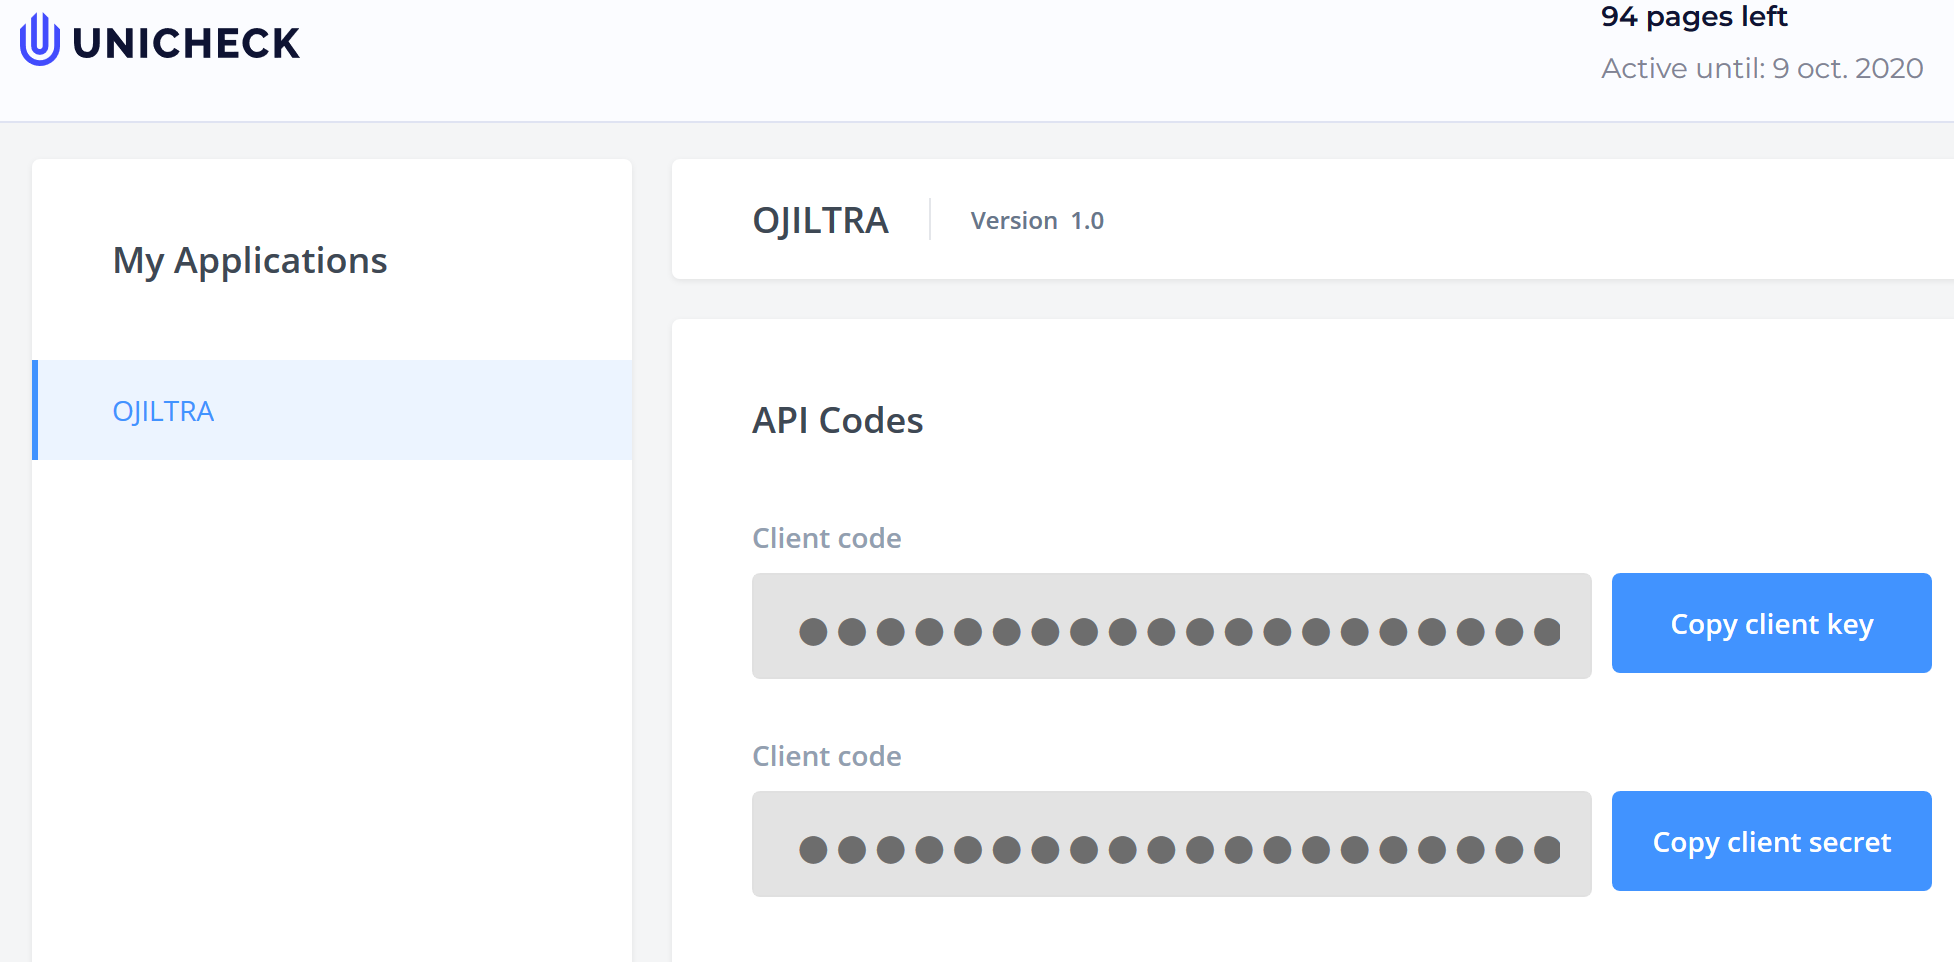 UNICHECK
94 pages left
Active until: 9 oct. 2020
My Applications
OJILTRA
OJILTRA
Version 1.0
API Codes
Client code
Copy client key
Client code
Copy client secret